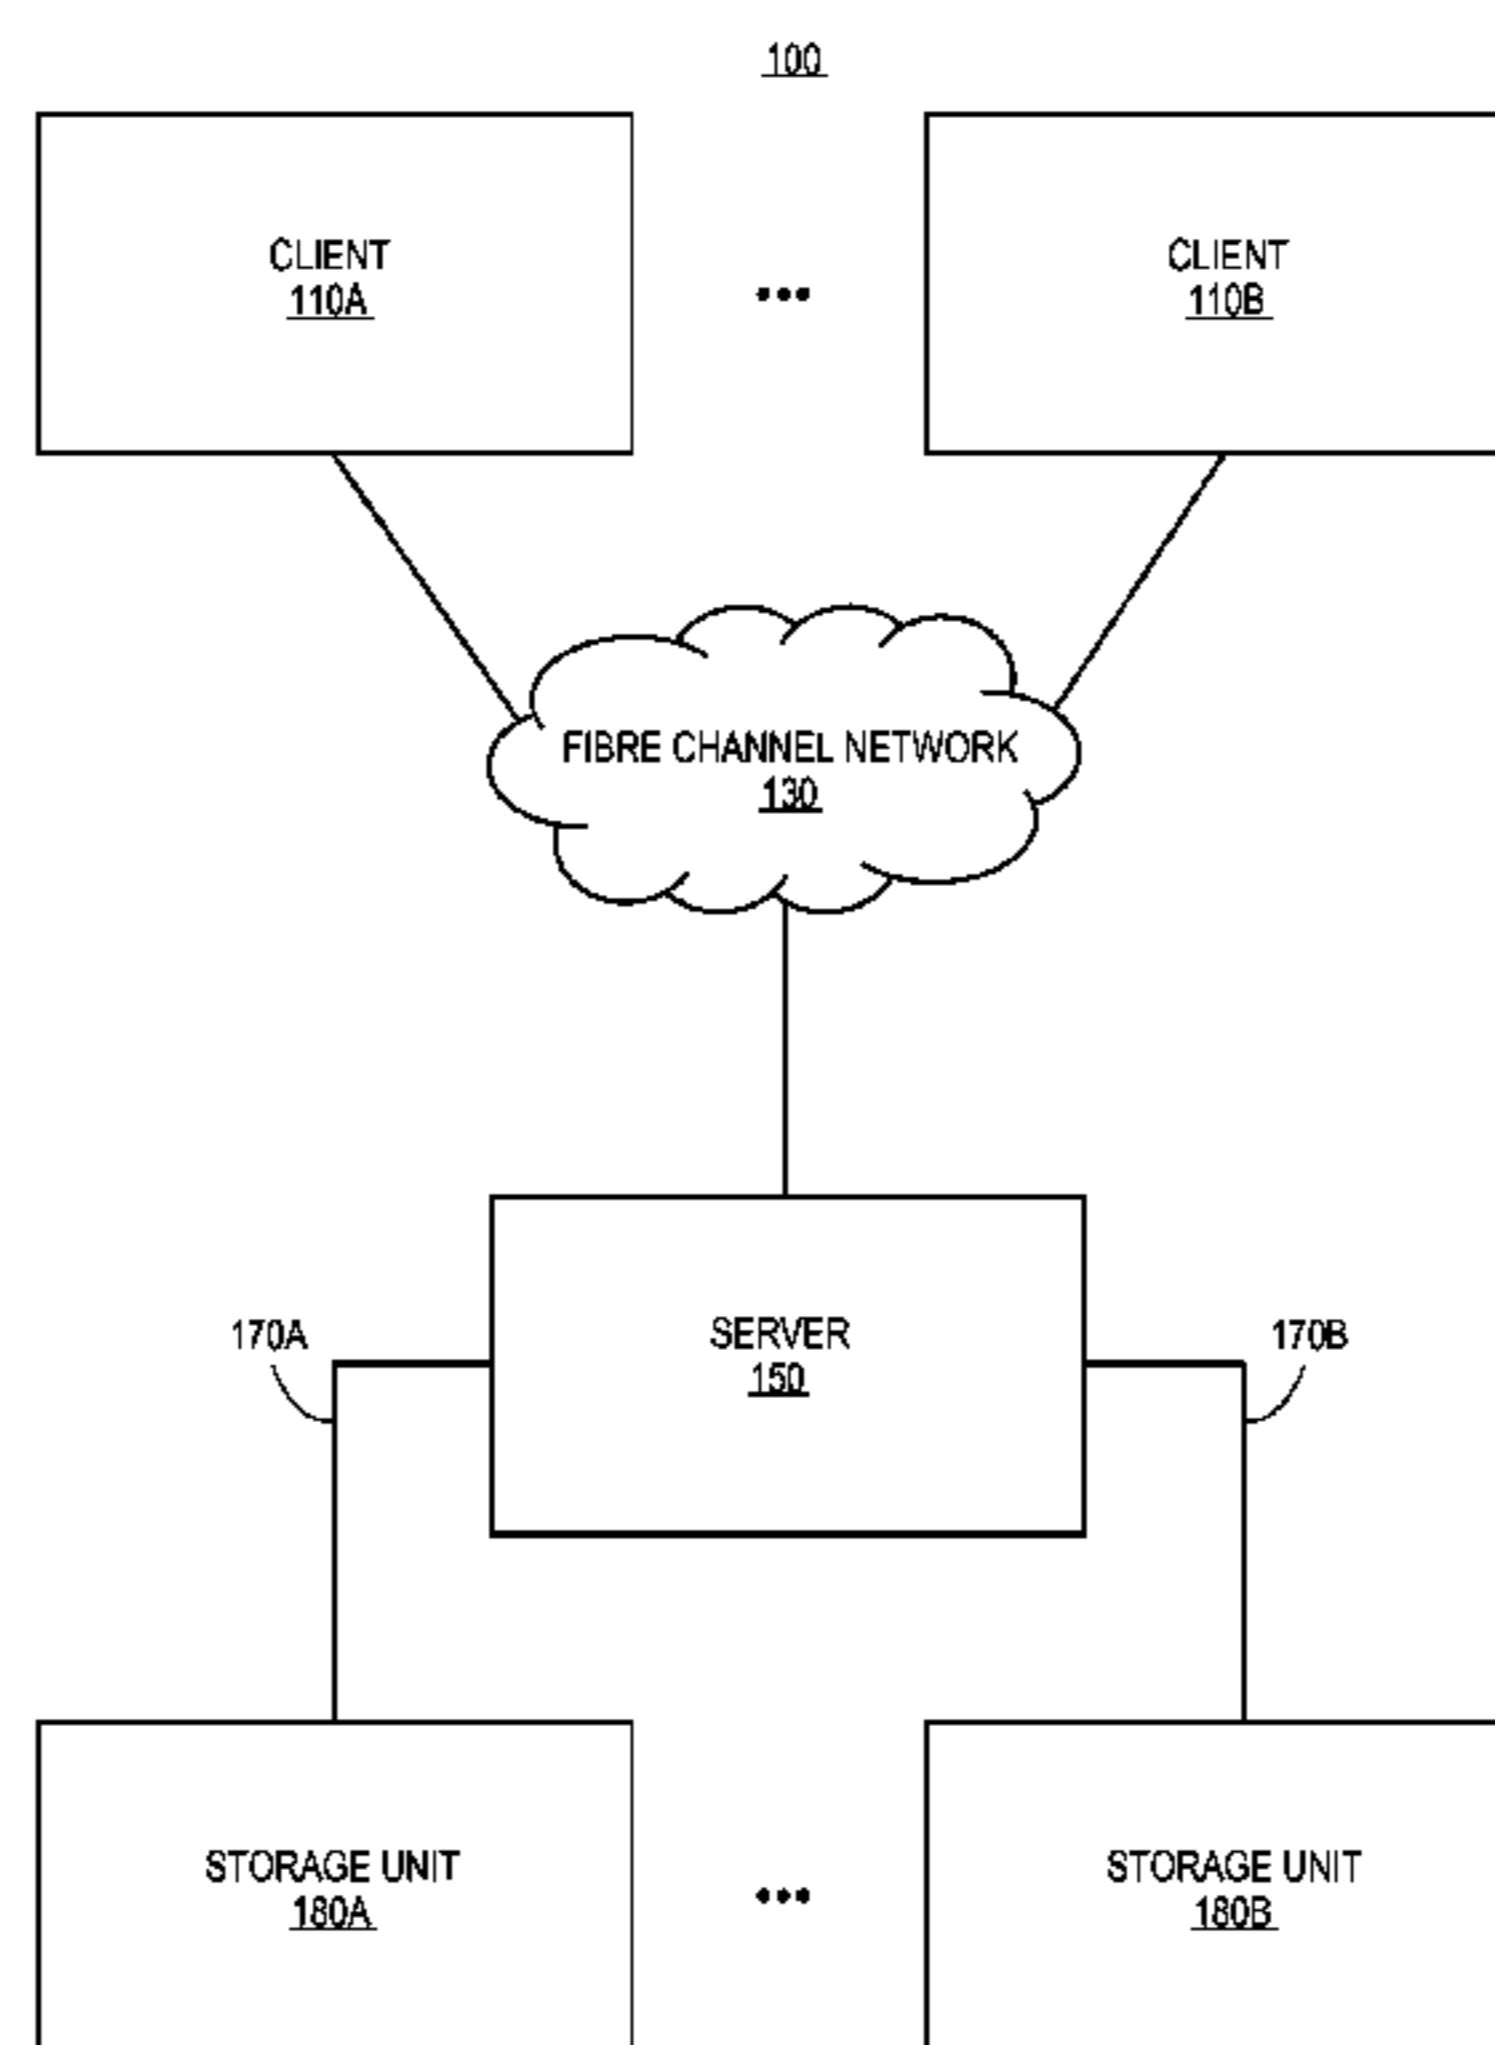 100
CLIENT
110A
•••
CLIENT
110B
FIBRE CHANNEL NETWORK
130
SERVER
150
170A
170B
STORAGE UNIT
180A
•••
STORAGE UNIT
180B